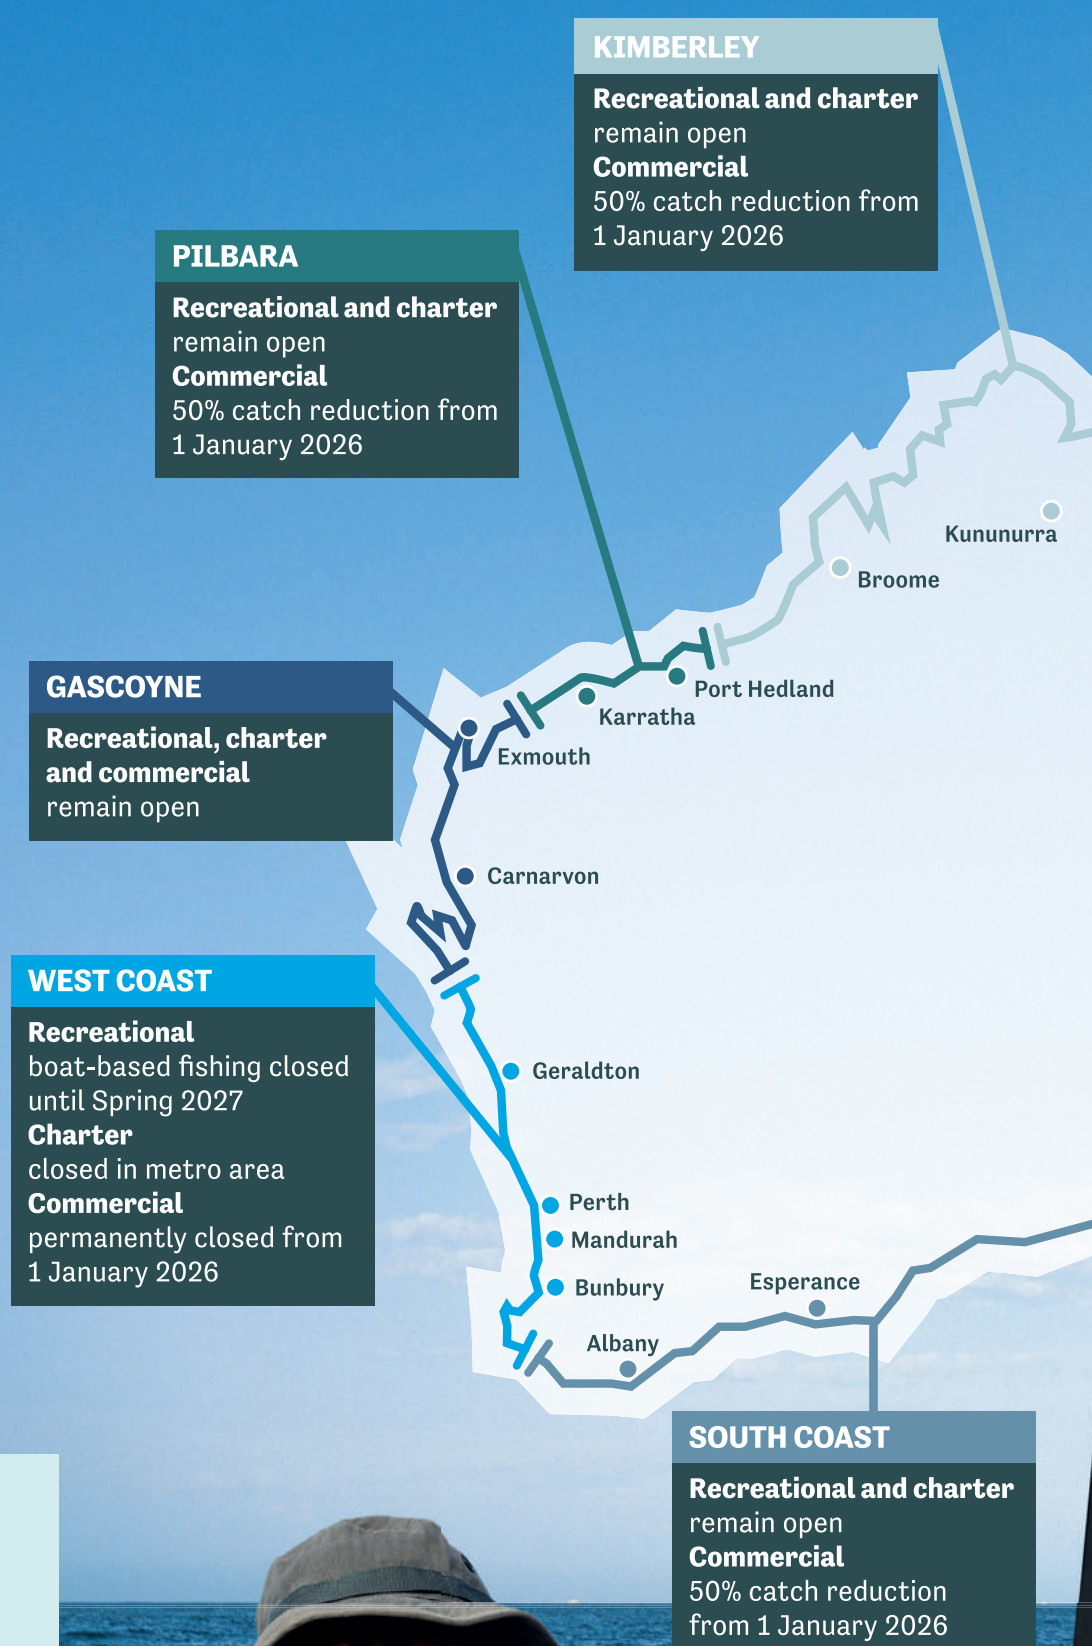 KIMBERLEY
Recreational and charter
remain open
Commercial
50% catch reduction from
1 January 2026
PILBARA
Recreational and charter
remain open
Commercial
50% catch reduction from
1 January 2026
Kununurra
Broome
Port Hedland
Karratha
Exmouth
GASCOYNE
Recreational, charter
and commercial
remain open
Carnarvon
WEST COAST
Recreational
boat-based fishing closed
until Spring 2027
Charter
closed in metro area
Commercial
permanently closed from
1 January 2026
Geraldton
Perth
Mandurah
Bunbury
Esperance
Albany
SOUTH COAST
Recreational and charter
remain open
Commercial
50% catch reduction
from 1 January 2026